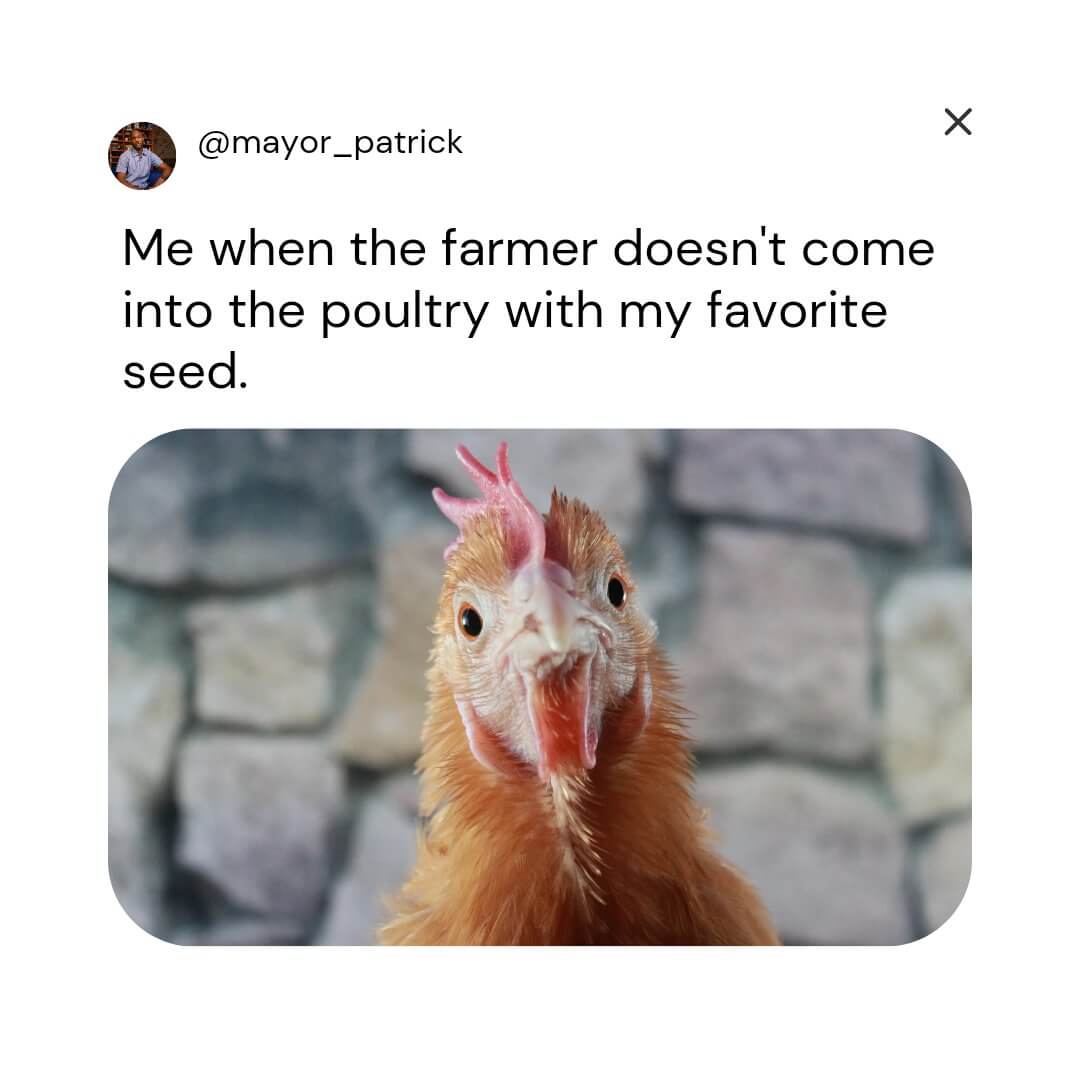 @mayor_patrick
Me when the farmer doesn't come
into the poultry with my favorite
seed.